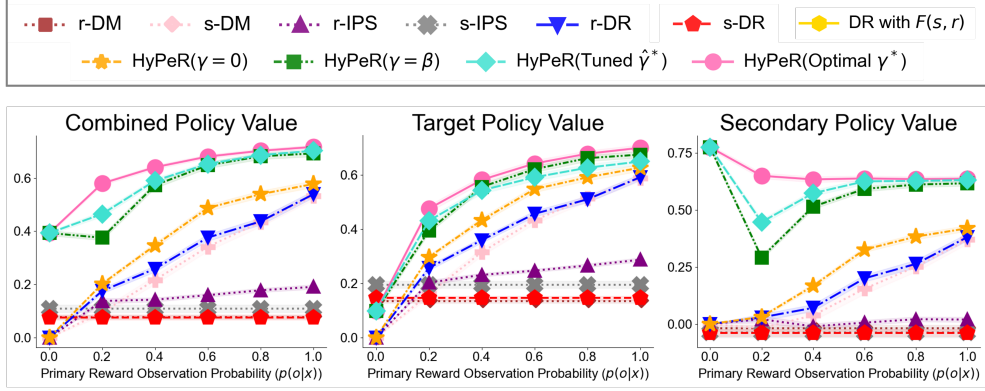 r-DM s-DM r-IPS s-IPS r-DR s-DR DR with F(s, r)
HyPeR(γ = 0) HyPeR(γ = β) HyPeR(Tuned γ̂*) HyPeR(Optimal γ*)
Combined Policy Value Target Policy Value Secondary Policy Value
0.6
0.4
0.2
0.0
0.0 0.2 0.4 0.6 0.8 1.0
Primary Reward Observation Probability (p(o|x))
0.6
0.4
0.2
0.0
0.0 0.2 0.4 0.6 0.8 1.0
Primary Reward Observation Probability (p(o|x))
0.75
0.50
0.25
0.00
0.0 0.2 0.4 0.6 0.8 1.0
Primary Reward Observation Probability (p(o|x))